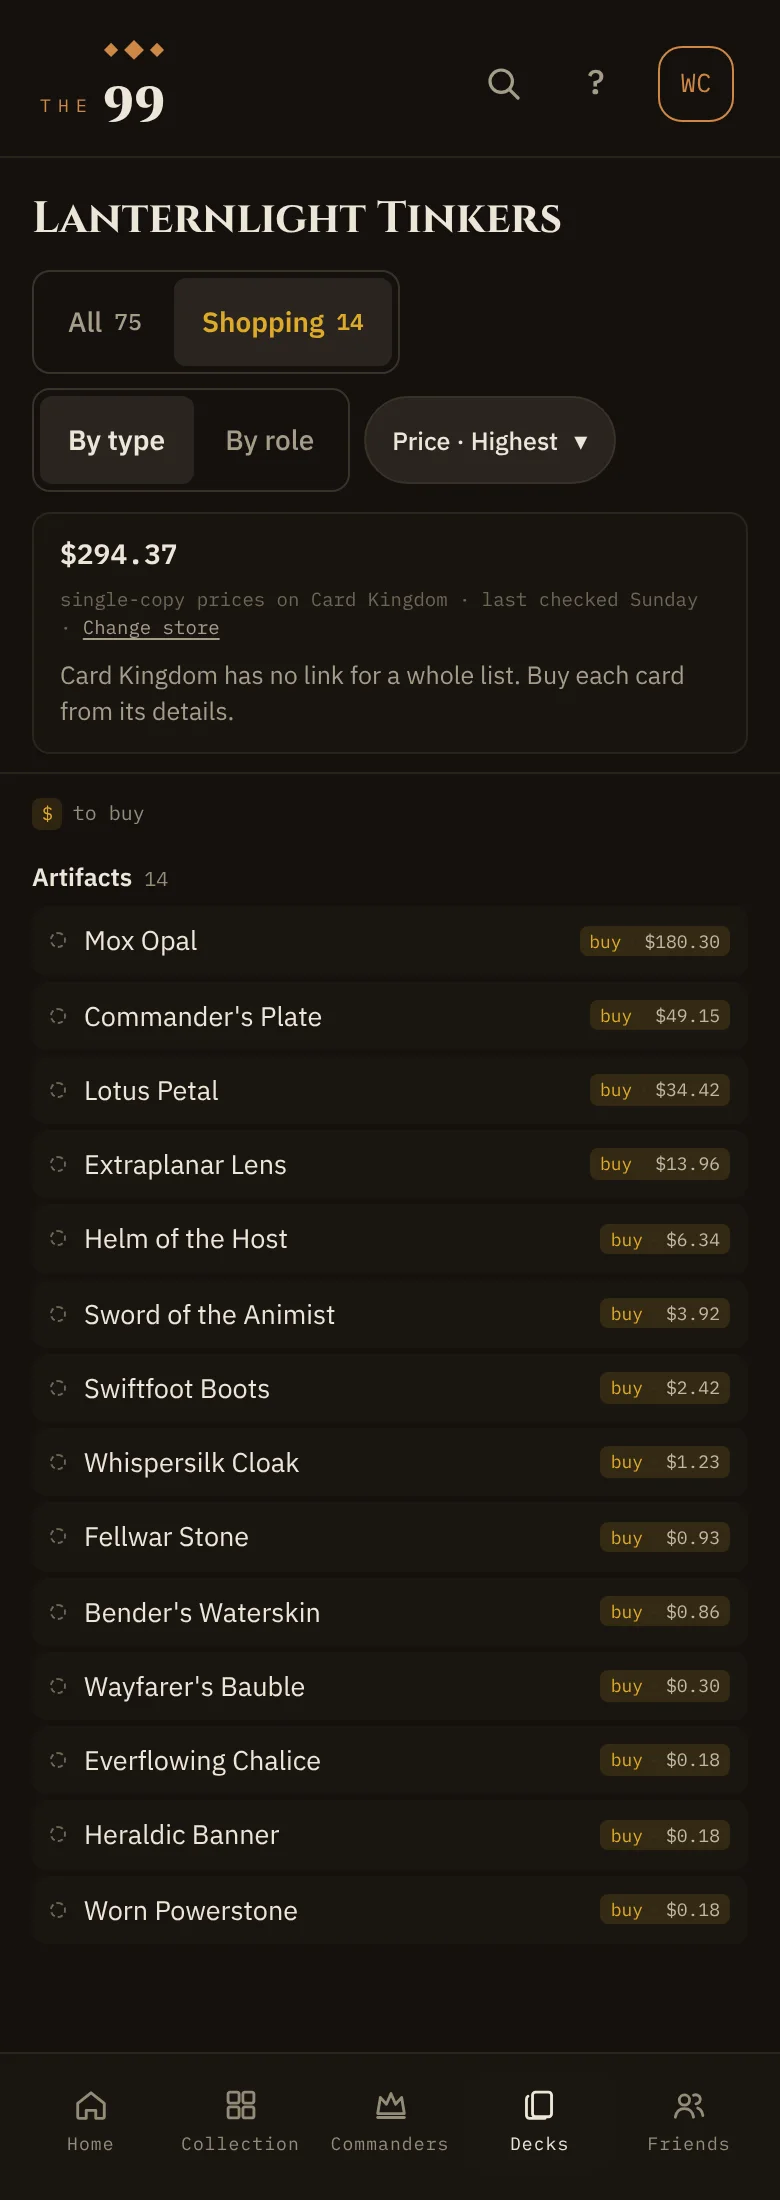 THE 99
?
WC
Lanternlight Tinkers
All 75
Shopping 14
By type
By role
Price · Highest ▼
$294.37
single-copy prices on Card Kingdom · last checked Sunday
· Change store
Card Kingdom has no link for a whole list. Buy each card
from its details.
$ to buy
Artifacts 14
Mox Opal buy $180.30
Commander's Plate buy $49.15
Lotus Petal buy $34.42
Extraplanar Lens buy $13.96
Helm of the Host buy $6.34
Sword of the Animist buy $3.92
Swiftfoot Boots buy $2.42
Whispersilk Cloak buy $1.23
Fellwar Stone buy $0.93
Bender's Waterskin buy $0.86
Wayfarer's Bauble buy $0.30
Everflowing Chalice buy $0.18
Heraldic Banner buy $0.18
Worn Powerstone buy $0.18
Home
Collection
Commanders
Decks
Friends